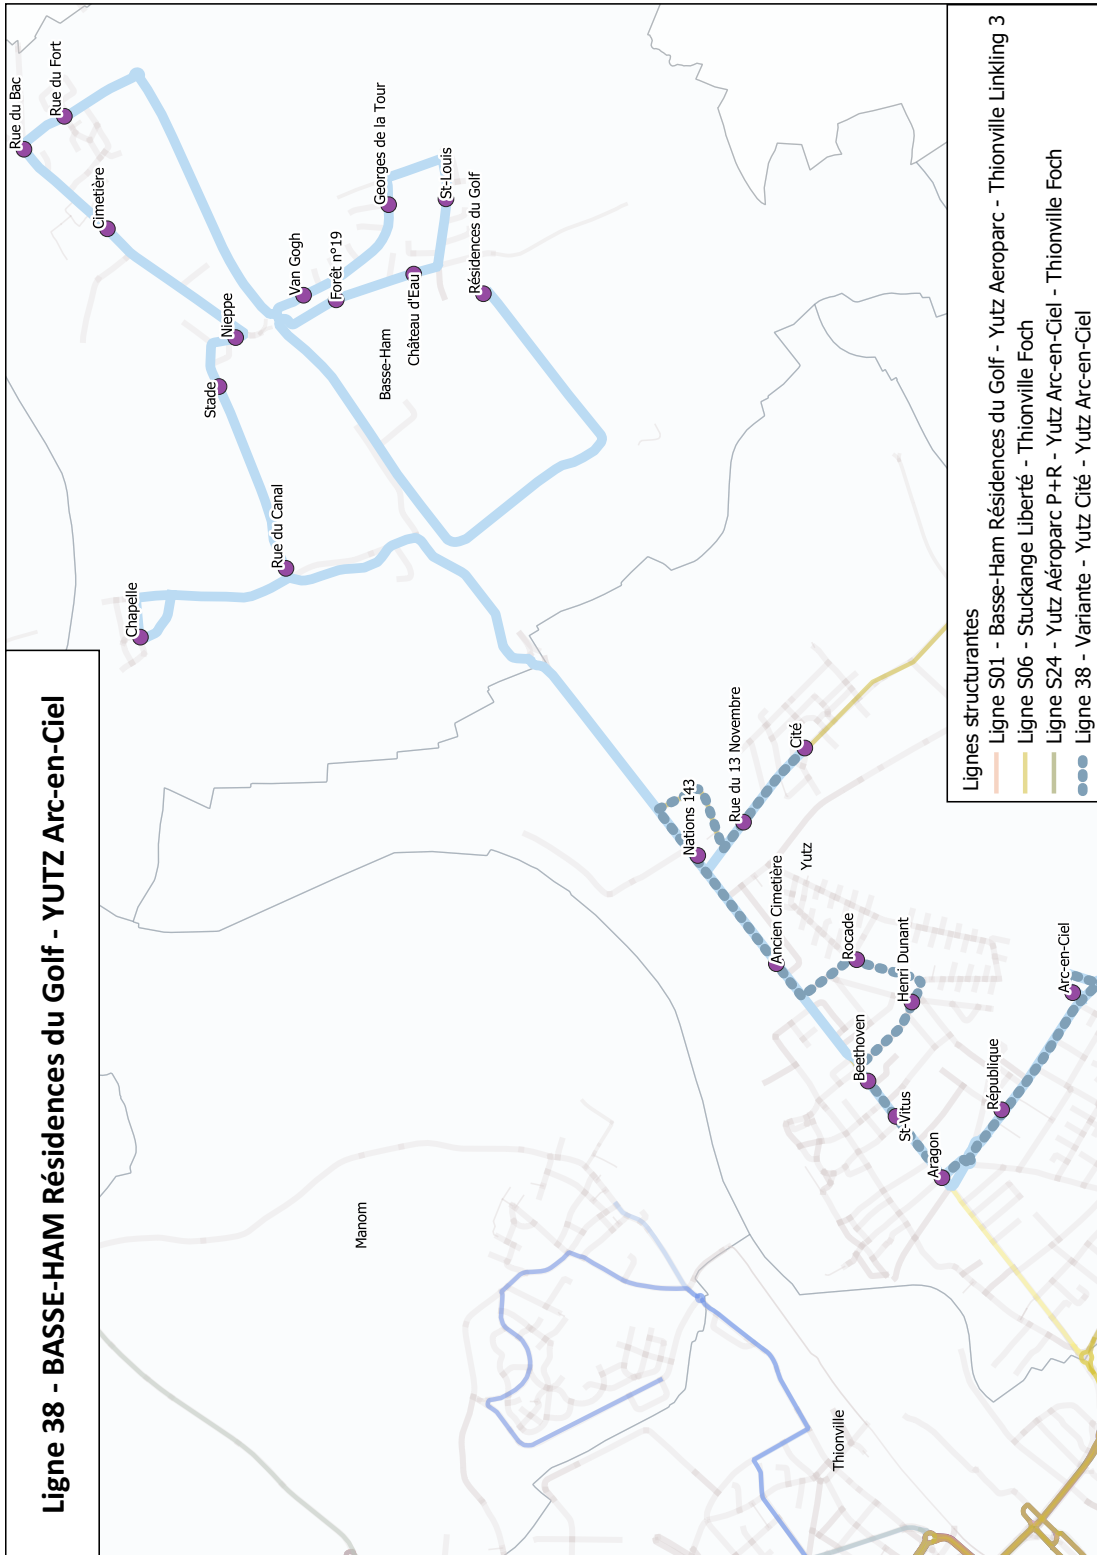 Ligne 38 - BASSE-HAM Résidences du Golf - YUTZ Arc-en-Ciel
Rue du Bac
Rue du Fort
Cimetière
Georges de la Tour
St-Louis
Résidences du Golf
Van Gogh
Forêt n°19
Château d'Eau
Basse-Ham
Nieppe
Stade
Rue du Canal
Chapelle
Nations 143
Rue du 13 Novembre
Cité
Yutz
Ancien Cimetière
Rocade
Henri Dunant
Beethoven
St-Vitus
Aragon
République
Arc-en-Ciel
Manom
Thionville
Lignes structurantes
Ligne S01 - Basse-Ham Résidences du Golf - Yutz Aeroparc - Thionville Linkling 3
Ligne S06 - Stuckange Liberté - Thionville Foch
Ligne S24 - Yutz Aéroparc P+R - Yutz Arc-en-Ciel - Thionville Foch
Ligne 38 - Variante - Yutz Cité - Yutz Arc-en-Ciel